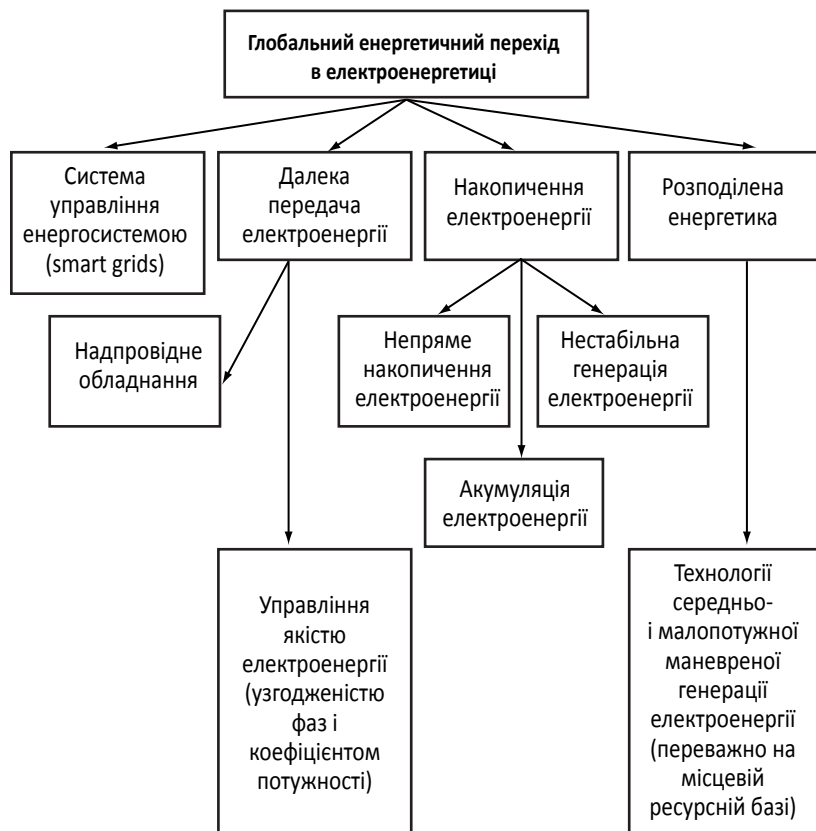 Глобальний енергетичний перехід
в електроенергетиці
Система
управління
енергосистемою
(smart grids)
Далека
передача
електроенергії
Накопичення
електроенергії
Розподілена
енергетика
Надпровідне
обладнання
Непряме
накопичення
електроенергії
Нестабільна
генерація
електроенергії
Акумуляція
електроенергії
Управління
якістю
електроенергії
(узгодженістю
фаз і
коефіцієнтом
потужності)
Технології
середньо-
і малопотужної
маневреної
генерації
електроенергії
(переважно на
місцевій
ресурсній базі)